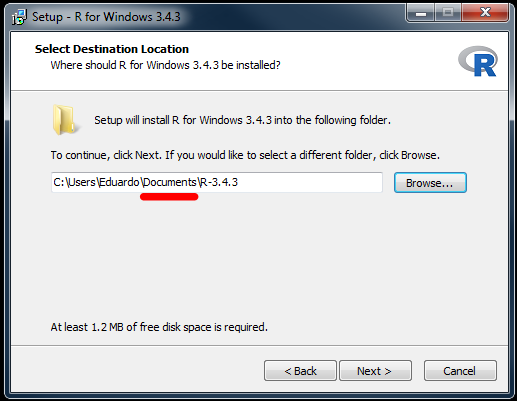 Setup - R for Windows 3.4.3
Select Destination Location
Where should R for Windows 3.4.3 be installed?
R
Setup will install R for Windows 3.4.3 into the following folder.
To continue, click Next. If you would like to select a different folder, click Browse.
C:\Users\Eduardo\Documents\R-3.4.3
Browse...
At least 1.2 MB of free disk space is required.
< Back
Next >
Cancel